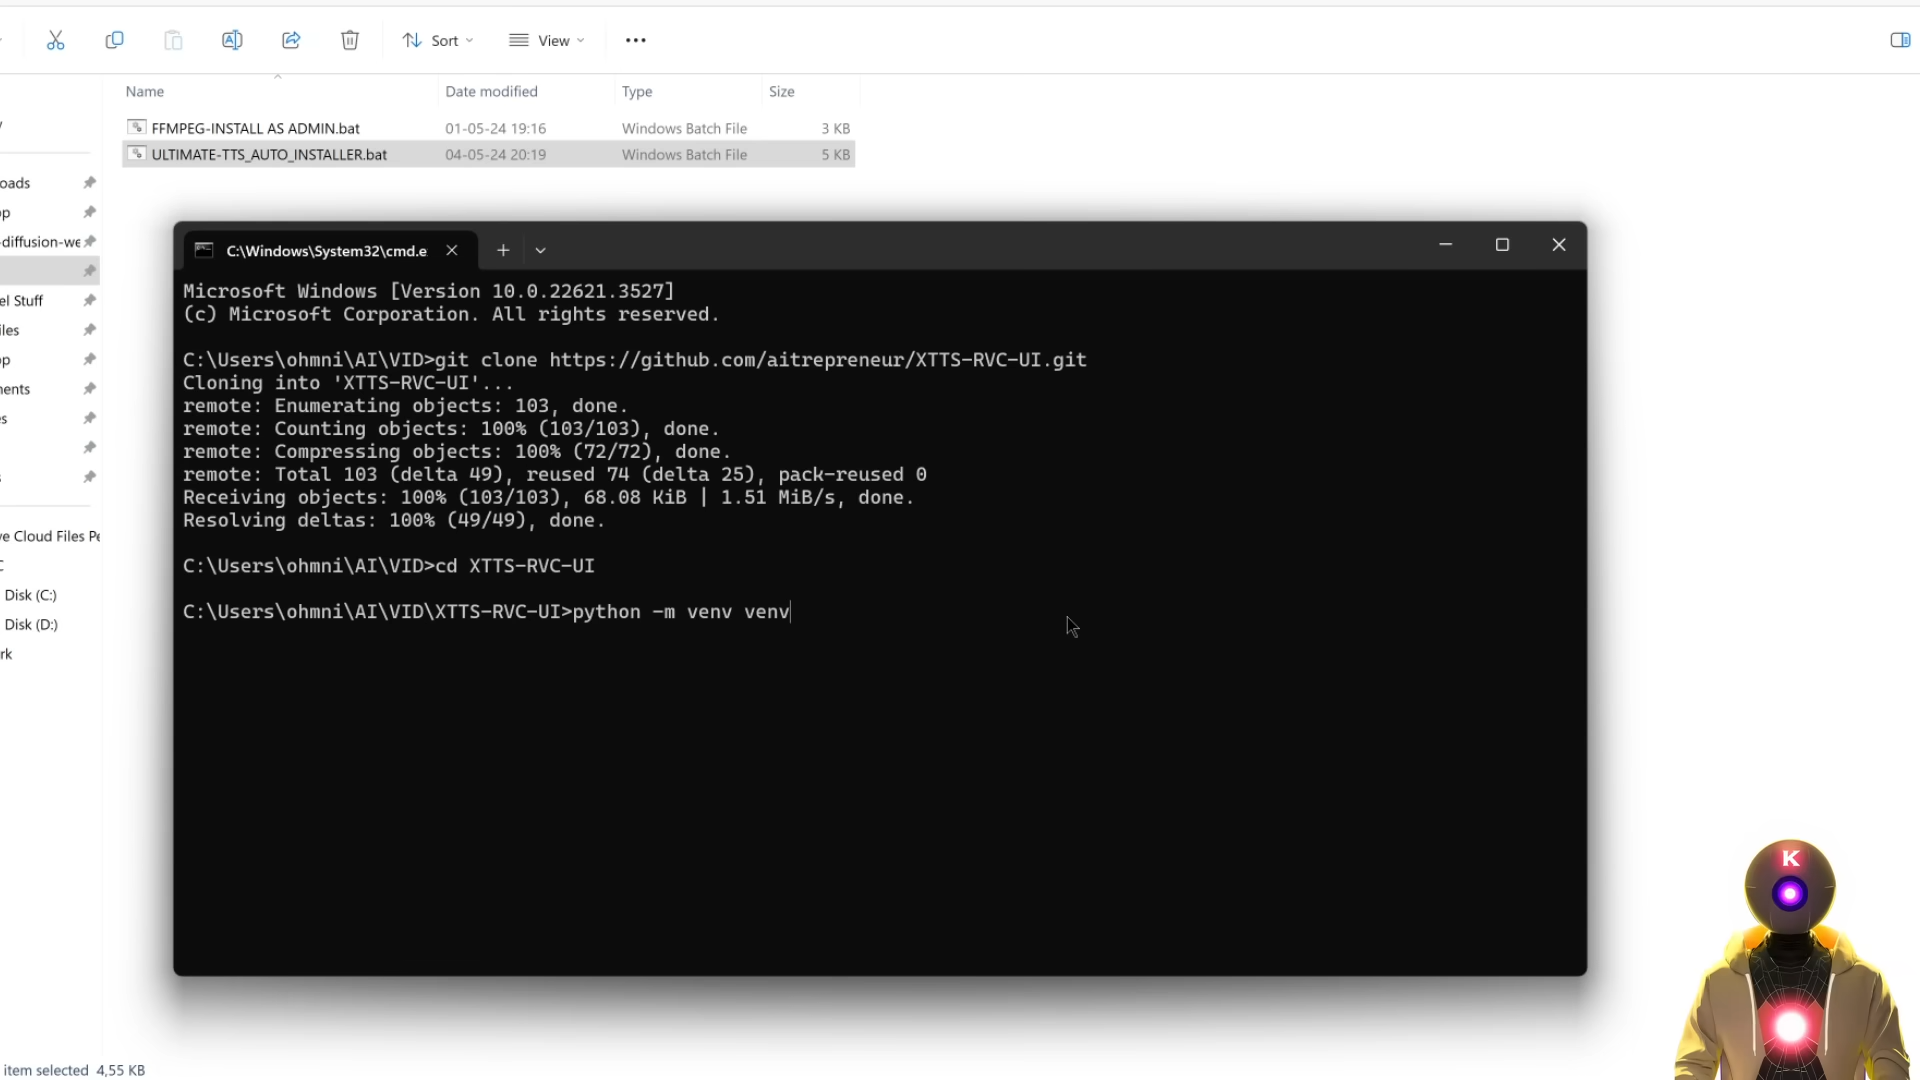 Sort
View
Name
Date modified
Type
Size
FFMPEG-INSTALL AS ADMIN.bat
01-05-24 19:16
Windows Batch File
3 KB
ULTIMATE-TTS_AUTO_INSTALLER.bat
04-05-24 20:19
Windows Batch File
5 KB
oads
op
-diffusion-we
el Stuff
iles
op
nents
es
ve Cloud Files Pe
C
Disk (C:)
Disk (D:)
rk
C:\Windows\System32\cmd.e
Microsoft Windows [Version 10.0.22621.3527]
(c) Microsoft Corporation. All rights reserved.
C:\Users\ohmni\AI\VID>git clone https://github.com/aitrepreneur/XTTS-RVC-UI.git
Cloning into 'XTTS-RVC-UI'...
remote: Enumerating objects: 103, done.
remote: Counting objects: 100% (103/103), done.
remote: Compressing objects: 100% (72/72), done.
remote: Total 103 (delta 49), reused 74 (delta 25), pack-reused 0
Receiving objects: 100% (103/103), 68.08 KiB | 1.51 MiB/s, done.
Resolving deltas: 100% (49/49), done.
C:\Users\ohmni\AI\VID>cd XTTS-RVC-UI
C:\Users\ohmni\AI\VID\XTTS-RVC-UI>python -m venv venv
K
item selected 4,55 KB